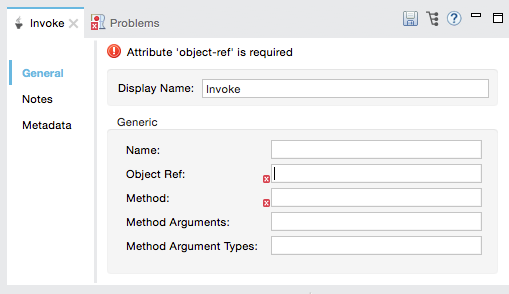 Invoke
Problems
Attribute 'object-ref' is required
General
Notes
Metadata
Display Name: Invoke
Generic
Name:
Object Ref:
Method:
Method Arguments:
Method Argument Types: